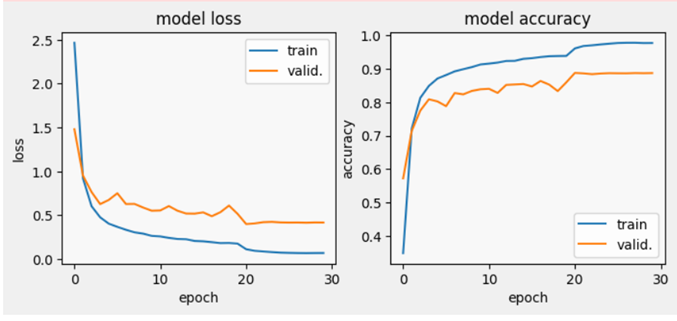 model loss
2.5
2.0
1.5
1.0
0.5
0.0
loss
0
10
20
30
epoch
train
valid.
model accuracy
1.0
0.9
0.8
0.7
0.6
0.5
0.4
accuracy
0
10
20
30
epoch
train
valid.